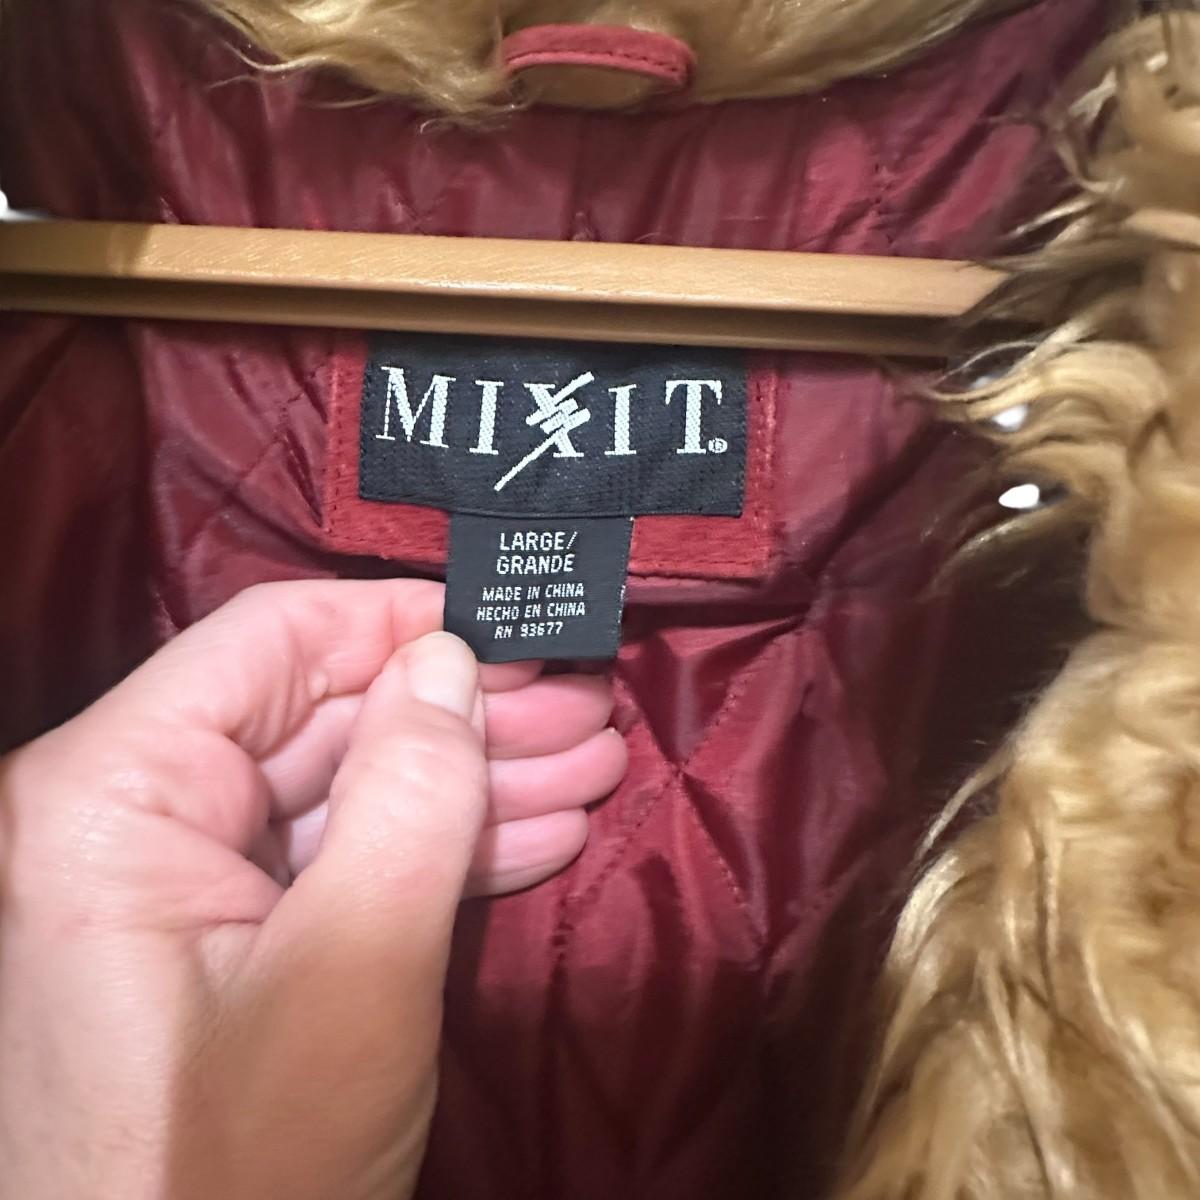 MIXIT®
LARGE/
GRANDE
MADE IN CHINA
HECHO EN CHINA
RN 93677